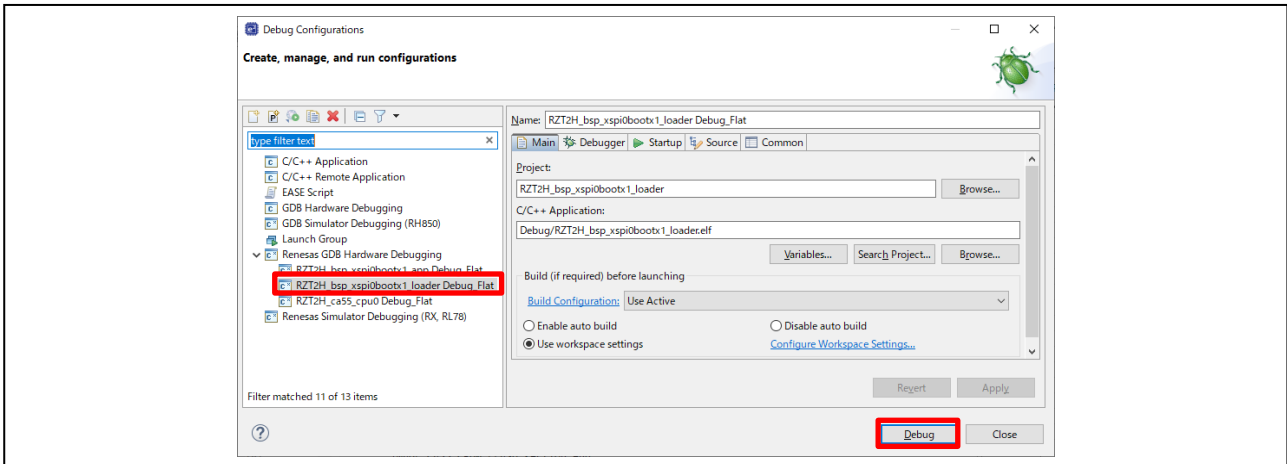 Debug Configurations
Create, manage, and run configurations
type filter text
C/C++ Application
C/C++ Remote Application
EASE Script
GDB Hardware Debugging
GDB Simulator Debugging (RH850)
Launch Group
Renesas GDB Hardware Debugging
RZT2H_bsp_xspi0bootx1_app Debug_Flat
RZT2H_bsp_xspi0bootx1_loader Debug_Flat
RZT2H_ca55_cpu0 Debug_Flat
Renesas Simulator Debugging (RX, RL78)
Filter matched 11 of 13 items
Name: RZT2H_bsp_xspi0bootx1_loader Debug_Flat
Main Debugger Startup Source Common
Project:
RZT2H_bsp_xspi0bootx1_loader Browse...
C/C++ Application:
Debug/RZT2H_bsp_xspi0bootx1_loader.elf
Variables... Search Project... Browse...
Build (if required) before launching
Build Configuration: Use Active
Enable auto build Disable auto build
Use workspace settings Configure Workspace Settings...
Revert Apply
Debug Close